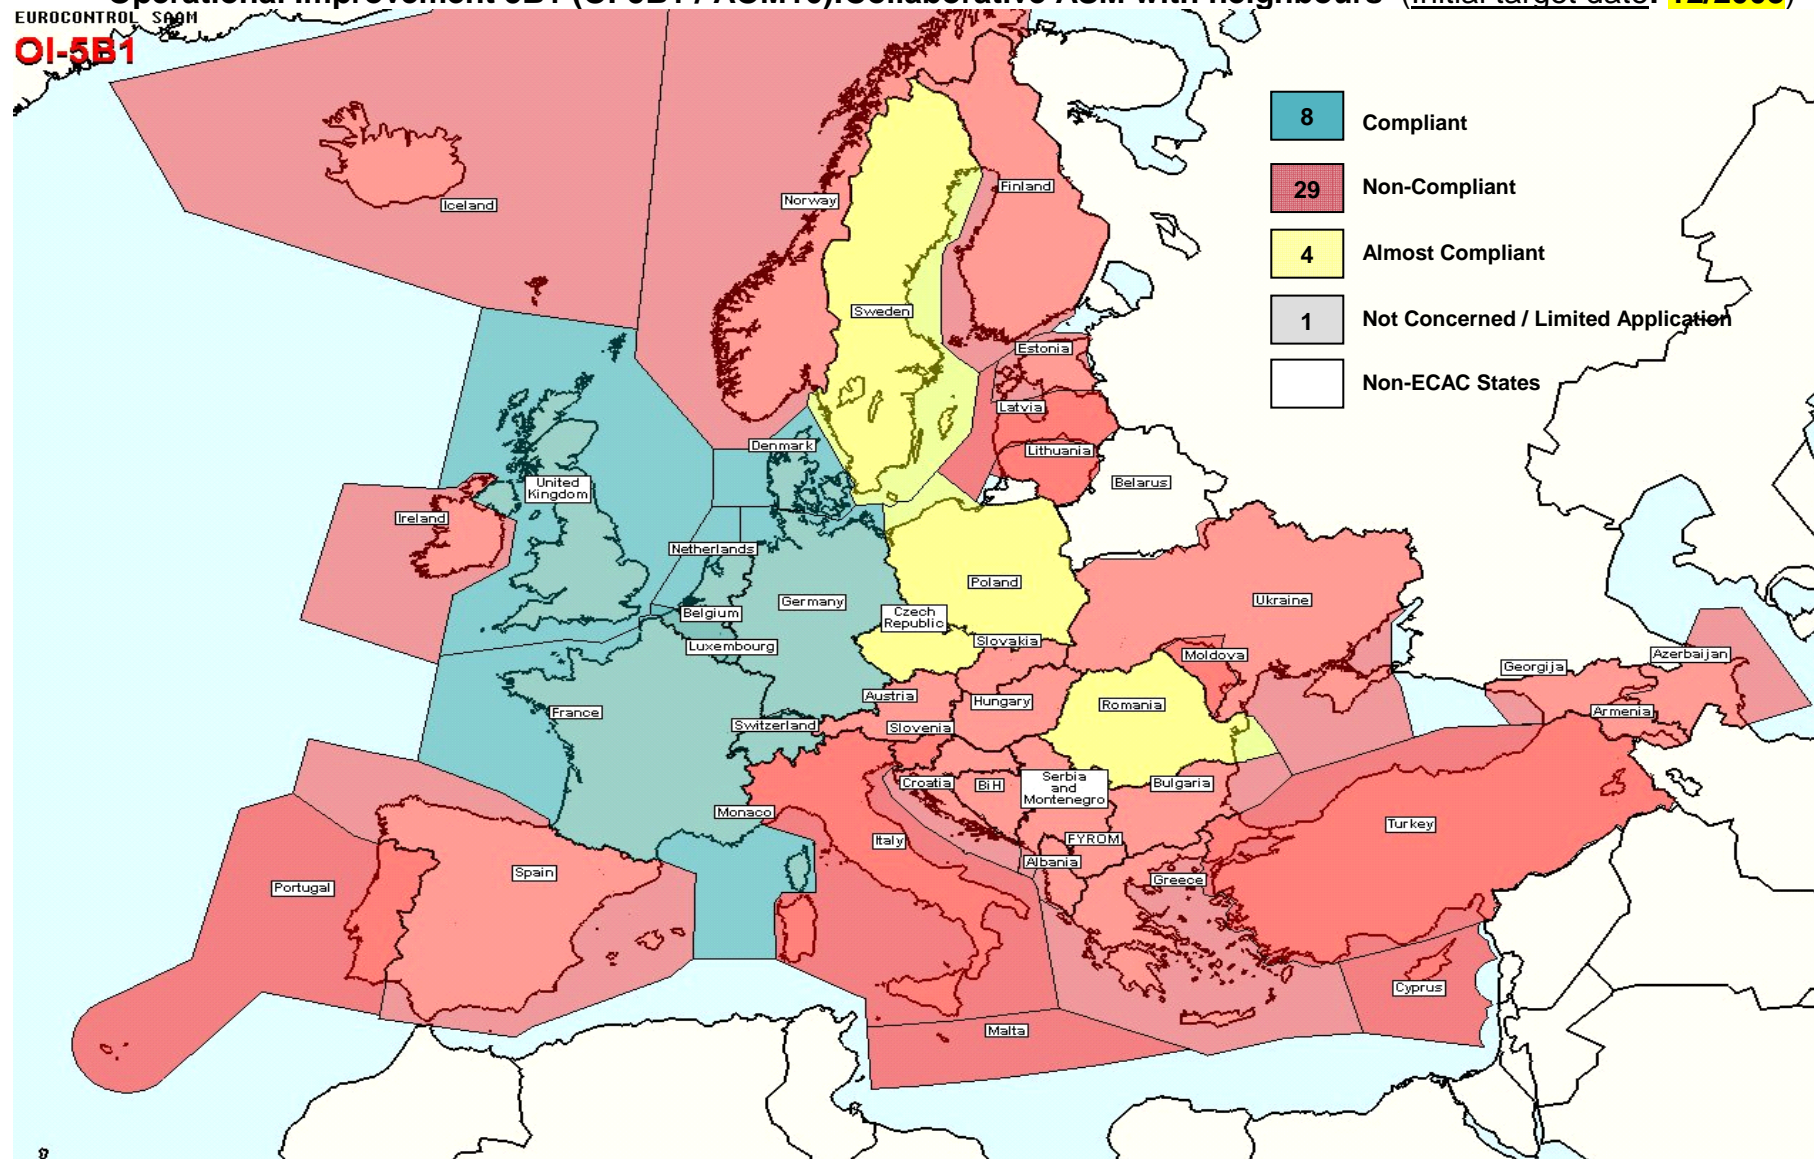 EUROCONTROL SAAM
OI-5B1
8 Compliant
29 Non-Compliant
4 Almost Compliant
1 Not Concerned / Limited Application
Non-ECAC States
Iceland
Norway
Finland
Sweden
Estonia
Latvia
Lithuania
Denmark
Belarus
United
Kingdom
Ireland
Netherlands
Poland
Germany
Ukraine
Belgium
Czech
Republic
Slovakia
Luxembourg
Moldova
Georgija
Azerbaijan
Austria
Hungary
Romania
France
Switzerland
Slovenia
Armenia
Croatia
BiH
Serbia
and
Montenegro
Bulgaria
Monaco
Italy
FYROM
Turkey
Albania
Spain
Greece
Portugal
Cyprus
Malta